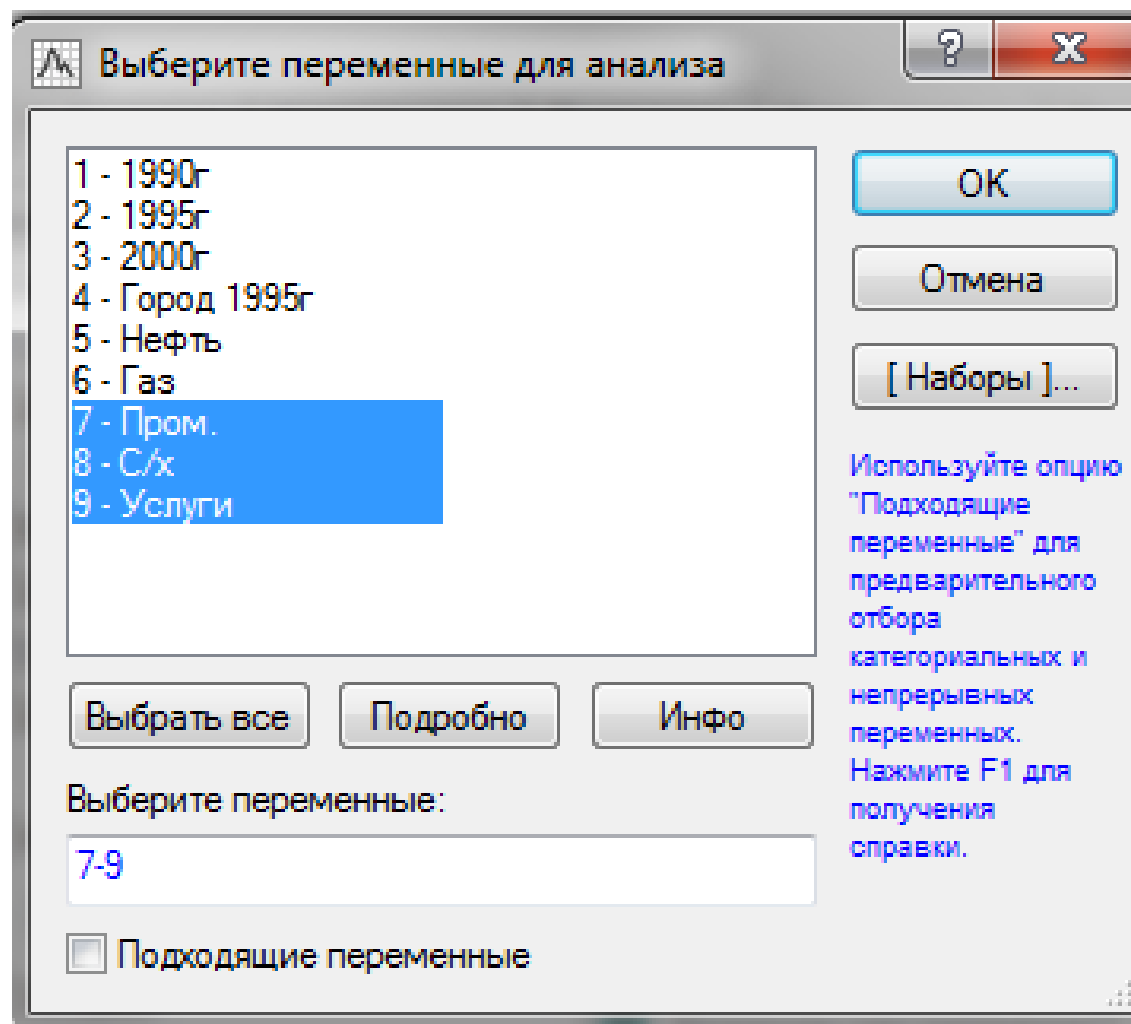 Выберите переменные для анализа
?
1 - 1990г
2 - 1995г
3 - 2000г
4 - Город 1995г
5 - Нефть
6 - Газ
7 - Пром.
8 - С/х
9 - Услуги
OK
Отмена
[ Наборы ]...
Используйте опцию
"Подходящие
переменные" для
предварительного
отбора
категориальных и
непрерывных
переменных.
Нажмите F1 для
получения
справки.
Выбрать все
Подробно
Инфо
Выберите переменные:
7-9
Подходящие переменные